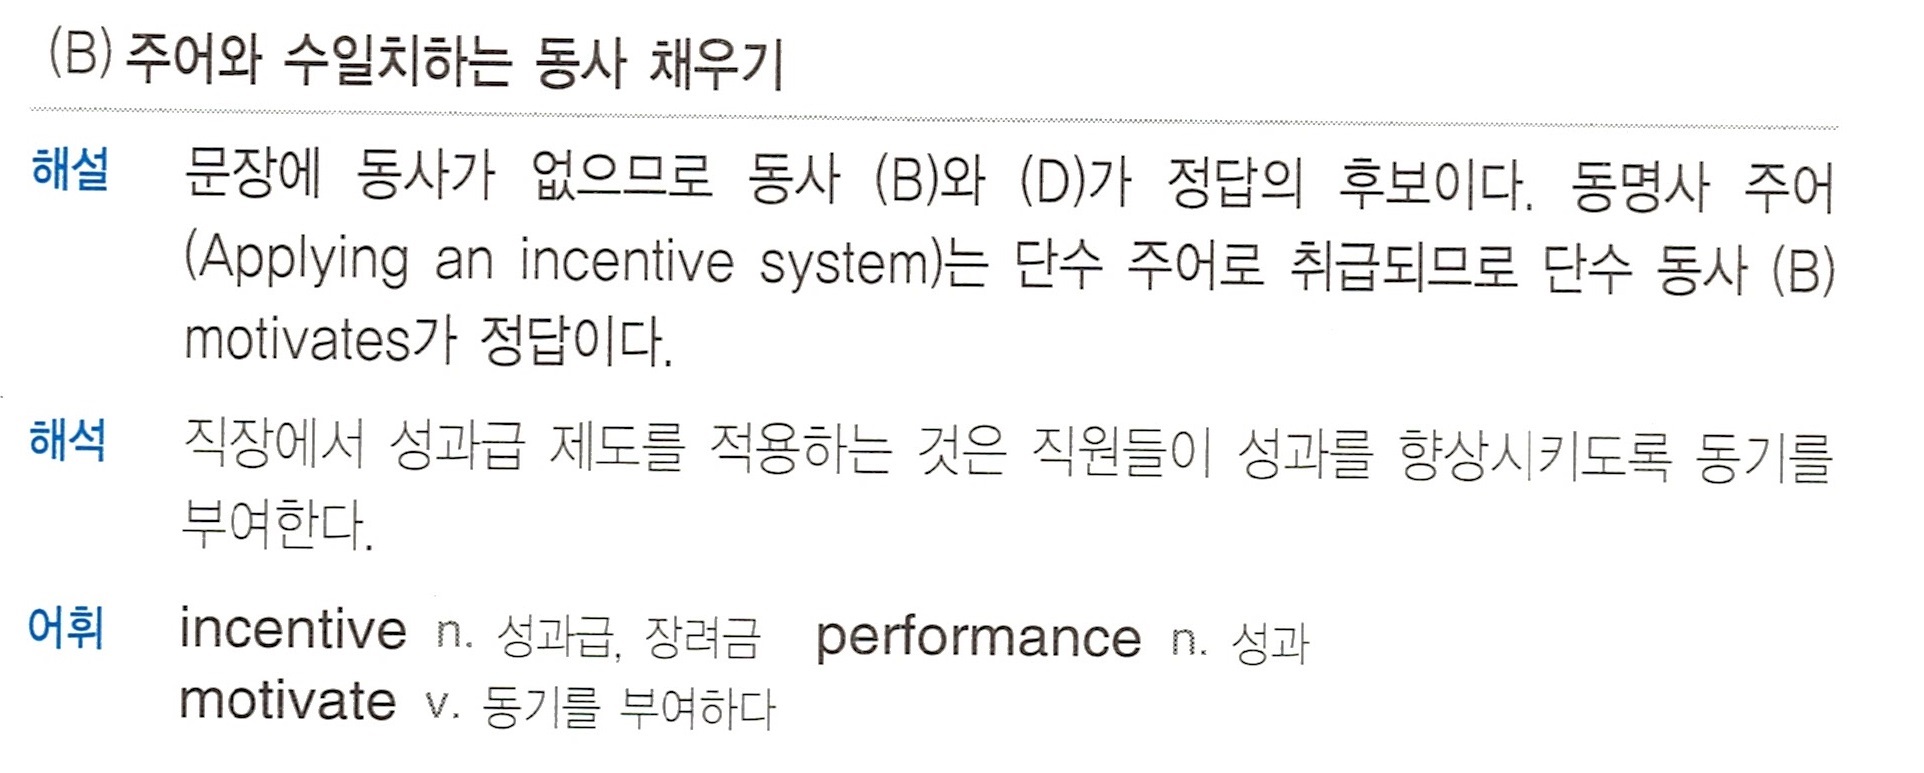 (B) 주어와 수일치하는 동사 채우기
해설 문장에 동사가 없으므로 동사 (B)와 (D)가 정답의 후보이다. 동명사 주어
(Applying an incentive system)는 단수 주어로 취급되므로 단수 동사 (B)
motivates가 정답이다.
해석 직장에서 성과급 제도를 적용하는 것은 직원들이 성과를 향상시키도록 동기를
부여한다.
어휘 incentive n. 성과급, 장려금 performance n. 성과
motivate v. 동기를 부여하다